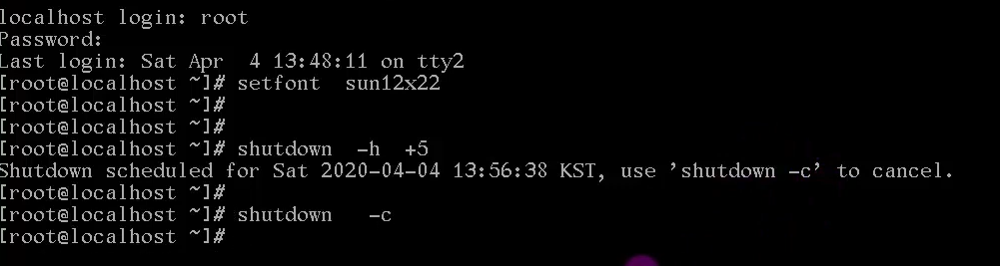 localhost login: root
Password:
Last login: Sat Apr  4 13:48:11 on tty2
[root@localhost ~]# setfont  sun12x22
[root@localhost ~]#
[root@localhost ~]#
[root@localhost ~]# shutdown  -h  +5
Shutdown scheduled for Sat 2020-04-04 13:56:38 KST, use 'shutdown -c' to cancel.
[root@localhost ~]#
[root@localhost ~]# shutdown   -c
[root@localhost ~]#